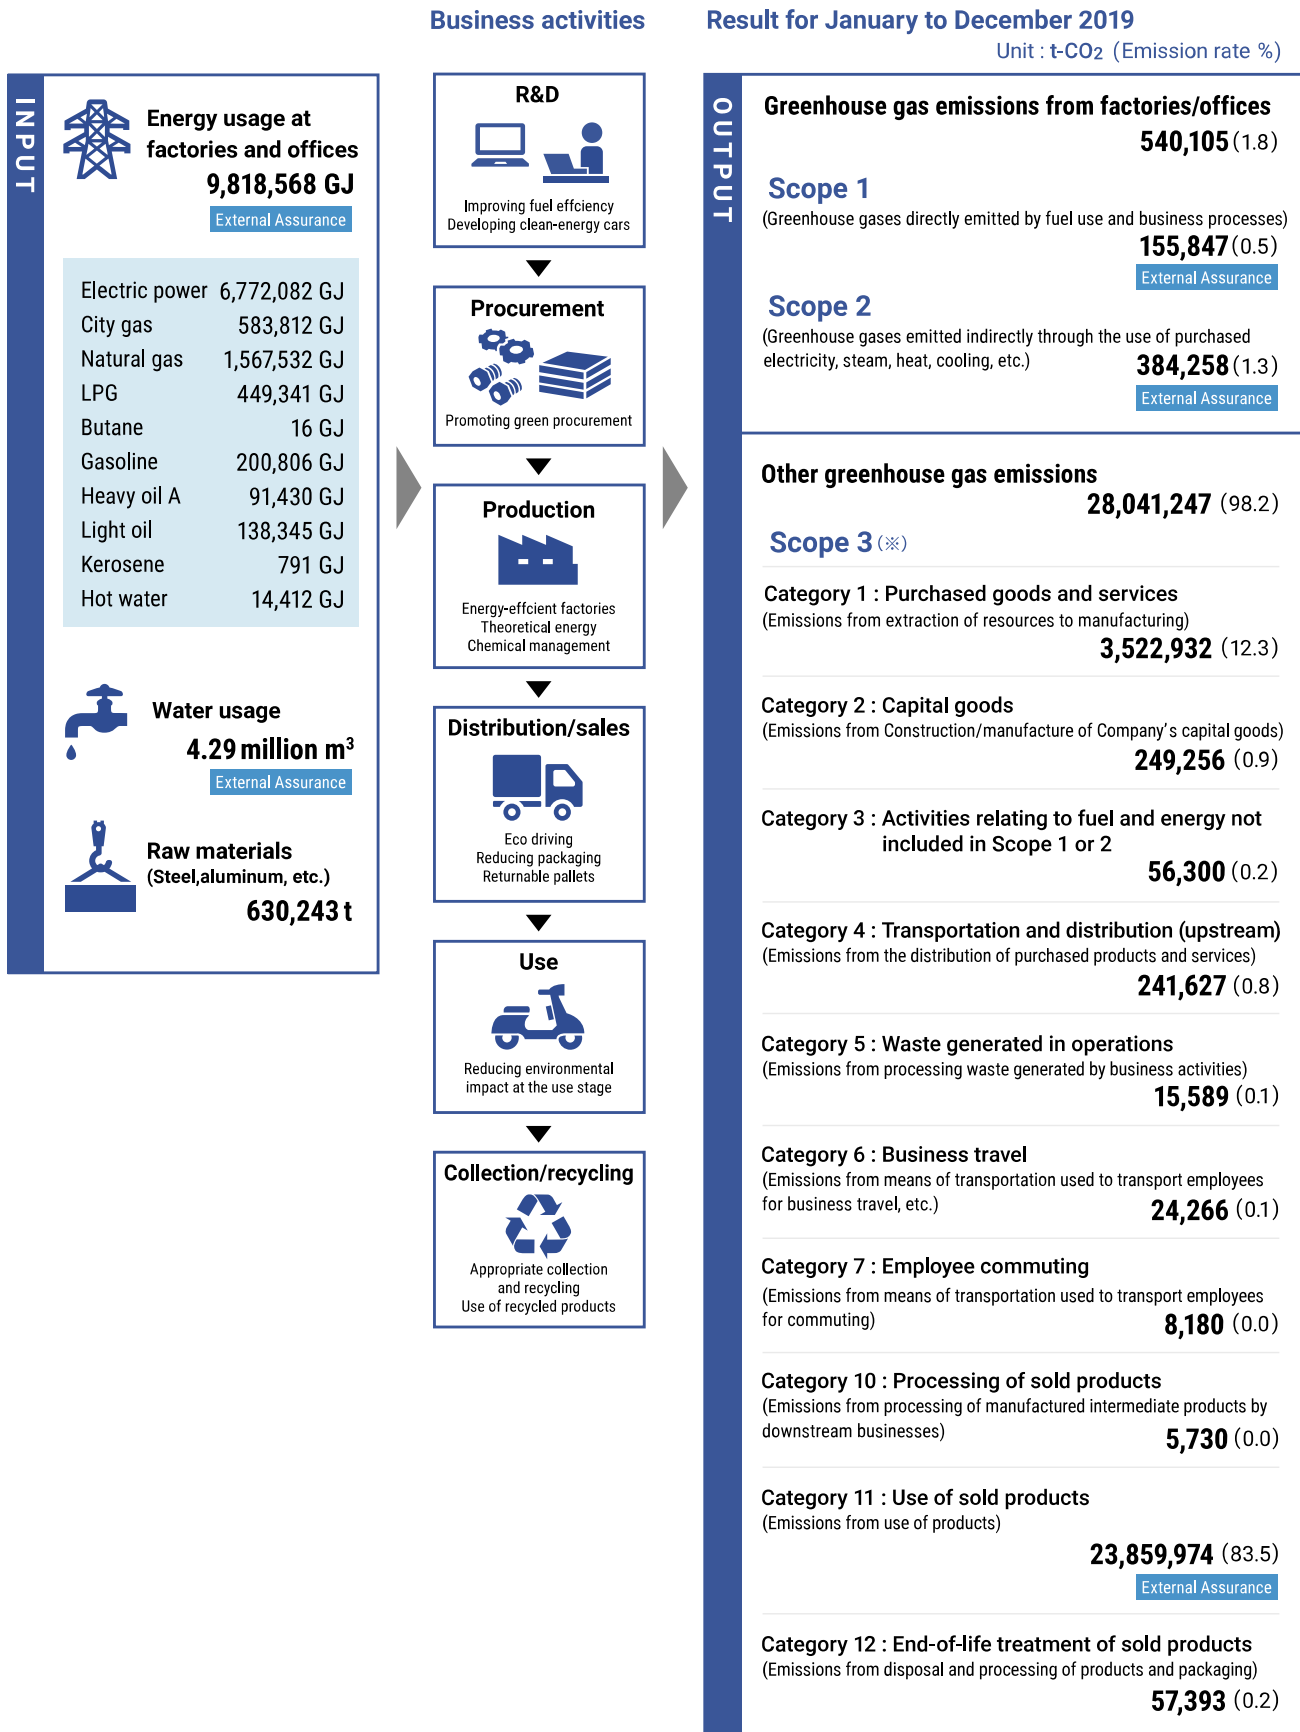 Business activities
Result for January to December 2019
Unit : t-CO2 (Emission rate %)
INPUT
Energy usage at
factories and offices
9,818,568 GJ
External Assurance
Electric power 6,772,082 GJ
City gas 583,812 GJ
Natural gas 1,567,532 GJ
LPG 449,341 GJ
Butane 16 GJ
Gasoline 200,806 GJ
Heavy oil A 91,430 GJ
Light oil 138,345 GJ
Kerosene 791 GJ
Hot water 14,412 GJ
Water usage
4.29 million m³
External Assurance
Raw materials
(Steel,aluminum, etc.)
630,243 t
R&D
Improving fuel effciency
Developing clean-energy cars
Procurement
Promoting green procurement
Production
Energy-effcient factories
Theoretical energy
Chemical management
Distribution/sales
Eco driving
Reducing packaging
Returnable pallets
Use
Reducing environmental
impact at the use stage
Collection/recycling
Appropriate collection
and recycling
Use of recycled products
OUTPUT
Greenhouse gas emissions from factories/offices
540,105 (1.8)
Scope 1
(Greenhouse gases directly emitted by fuel use and business processes)
155,847 (0.5)
External Assurance
Scope 2
(Greenhouse gases emitted indirectly through the use of purchased
electricity, steam, heat, cooling, etc.)
384,258 (1.3)
External Assurance
Other greenhouse gas emissions
28,041,247 (98.2)
Scope 3 (※)
Category 1 : Purchased goods and services
(Emissions from extraction of resources to manufacturing)
3,522,932 (12.3)
Category 2 : Capital goods
(Emissions from Construction/manufacture of Company's capital goods)
249,256 (0.9)
Category 3 : Activities relating to fuel and energy not
included in Scope 1 or 2
56,300 (0.2)
Category 4 : Transportation and distribution (upstream)
(Emissions from the distribution of purchased products and services)
241,627 (0.8)
Category 5 : Waste generated in operations
(Emissions from processing waste generated by business activities)
15,589 (0.1)
Category 6 : Business travel
(Emissions from means of transportation used to transport employees
for business travel, etc.)
24,266 (0.1)
Category 7 : Employee commuting
(Emissions from means of transportation used to transport employees
for commuting)
8,180 (0.0)
Category 10 : Processing of sold products
(Emissions from processing of manufactured intermediate products by
downstream businesses)
5,730 (0.0)
Category 11 : Use of sold products
(Emissions from use of products)
23,859,974 (83.5)
External Assurance
Category 12 : End-of-life treatment of sold products
(Emissions from disposal and processing of products and packaging)
57,393 (0.2)